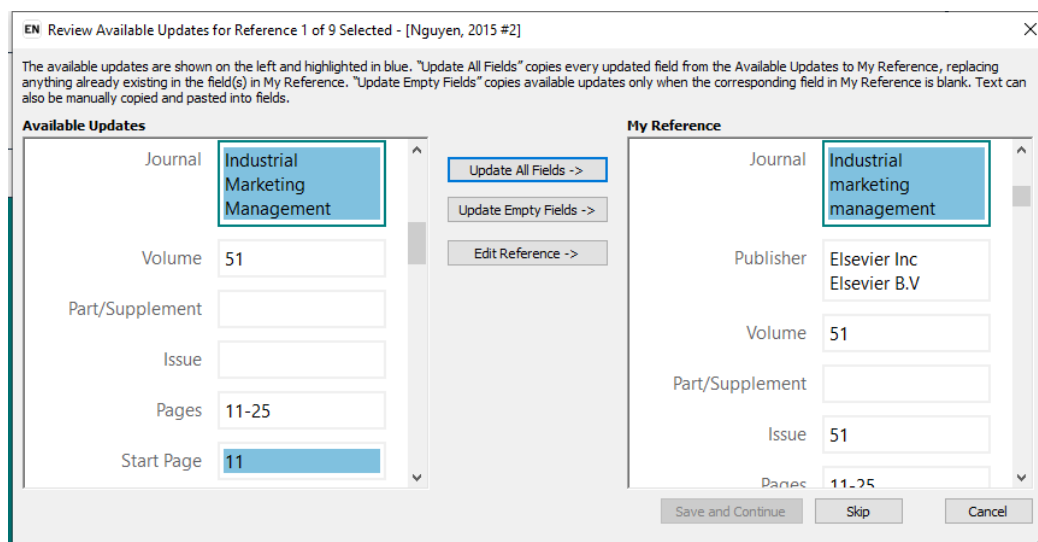 EN Review Available Updates for Reference 1 of 9 Selected - [Nguyen, 2015 #2]
The available updates are shown on the left and highlighted in blue. “Update All Fields” copies every updated field from the Available Updates to My Reference, replacing
anything already existing in the field(s) in My Reference. “Update Empty Fields” copies available updates only when the corresponding field in My Reference is blank. Text can
also be manually copied and pasted into fields.
Available Updates
Journal
Industrial
Marketing
Management
Volume
51
Part/Supplement
Issue
Pages
11-25
Start Page
11
Update All Fields ->
Update Empty Fields ->
Edit Reference ->
My Reference
Journal
Industrial
marketing
management
Publisher
Elsevier Inc
Elsevier B.V
Volume
51
Part/Supplement
Issue
51
Pages
11-25
Save and Continue
Skip
Cancel